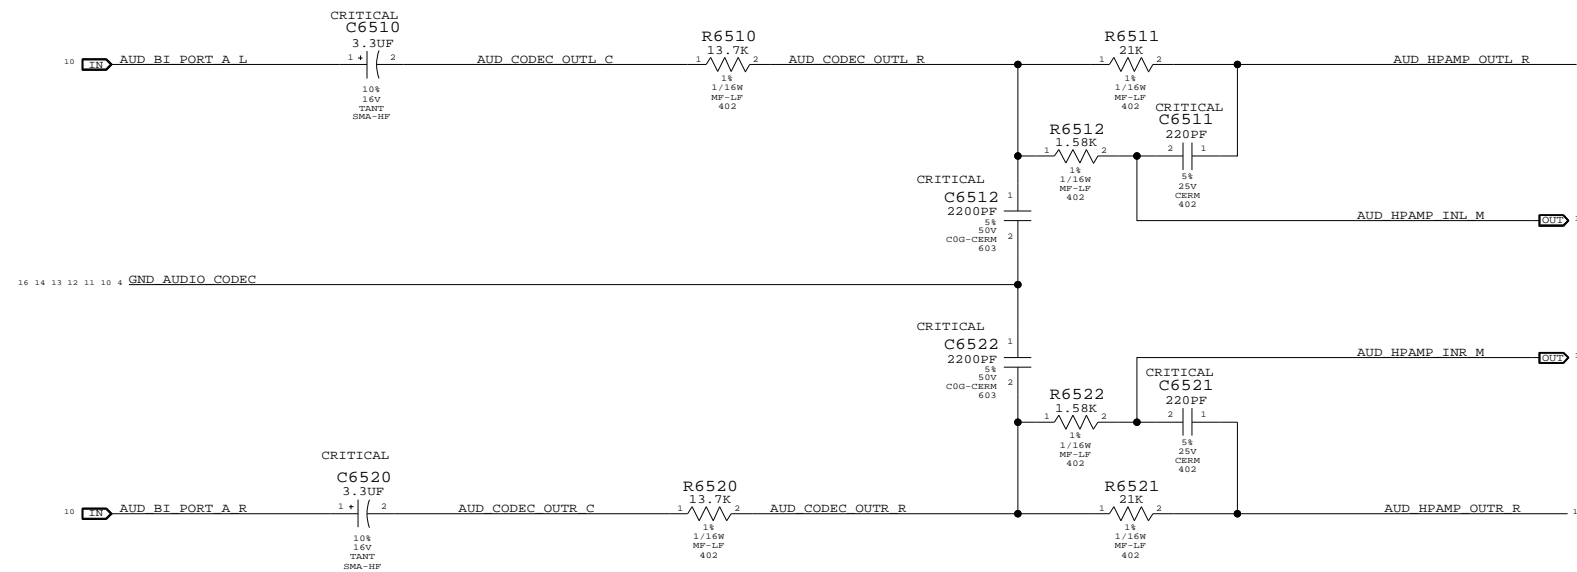 CRITICAL
C6510
3.3UF
1 + 2
10%
16V
TANT
SMA-HF
10 IN AUD BI PORT A L
AUD CODEC OUTL C
R6510
13.7K
1 2
1%
1/16W
MF-LF
402
AUD CODEC OUTL R
R6511
21K
1 2
1%
1/16W
MF-LF
402
AUD HPAMP OUTL R
R6512
1.58K
1 2
1%
1/16W
MF-LF
402
CRITICAL
C6511
220PF
2 1
5%
25V
CERM
402
CRITICAL
C6512
2200PF
5%
50V
C0G-CERM
603
1
2
AUD HPAMP INL M
OUT
16 14 13 12 11 10 4 GND AUDIO CODEC
CRITICAL
C6522
2200PF
5%
50V
C0G-CERM
603
1
2
AUD HPAMP INR M
OUT
R6522
1.58K
1 2
1%
1/16W
MF-LF
402
CRITICAL
C6521
220PF
2 1
5%
25V
CERM
402
CRITICAL
C6520
3.3UF
1 + 2
10%
16V
TANT
SMA-HF
10 IN AUD BI PORT A R
AUD CODEC OUTR C
R6520
13.7K
1 2
1%
1/16W
MF-LF
402
AUD CODEC OUTR R
R6521
21K
1 2
1%
1/16W
MF-LF
402
AUD HPAMP OUTR R
1